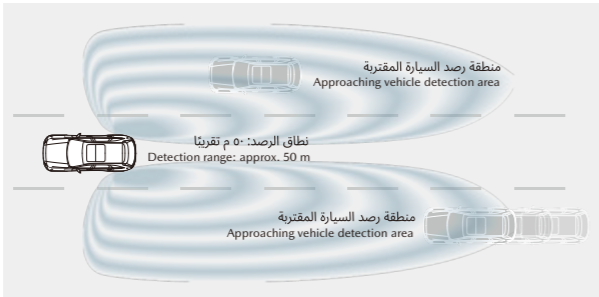 منطقة رصد السيارة المقتربة
Approaching vehicle detection area
نطاق الرصد: ٥٠ م تقريبًا
Detection range: approx. 50 m
منطقة رصد السيارة المقتربة
Approaching vehicle detection area